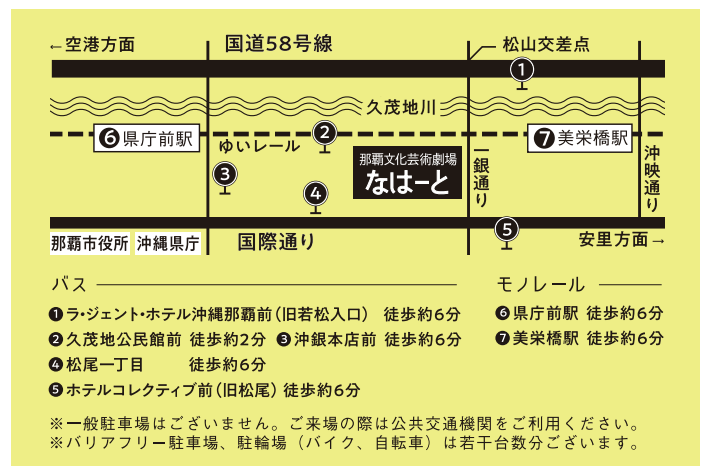 ←空港方面
国道58号線
松山交差点
❶
久茂地川
❻県庁前駅
❷
❼美栄橋駅
ゆいレール
❸
❹
那覇文化芸術劇場
なはーと
一銀通り
沖映通り
❺
那覇市役所 沖縄県庁
国際通り
安里方面→
バス
❶ラ・ジェント・ホテル沖縄那覇前(旧若松入口) 徒歩約6分
❷久茂地公民館前 徒歩約2分 ❸沖銀本店前 徒歩約6分
❹松尾一丁目 徒歩約6分
❺ホテルコレクティブ前(旧松尾) 徒歩約6分
モノレール
❻県庁前駅 徒歩約6分
❼美栄橋駅 徒歩約6分
※一般駐車場はございません。ご来場の際は公共交通機関をご利用ください。
※バリアフリー駐車場、駐輪場(バイク、自転車)は若干台数分ございます。